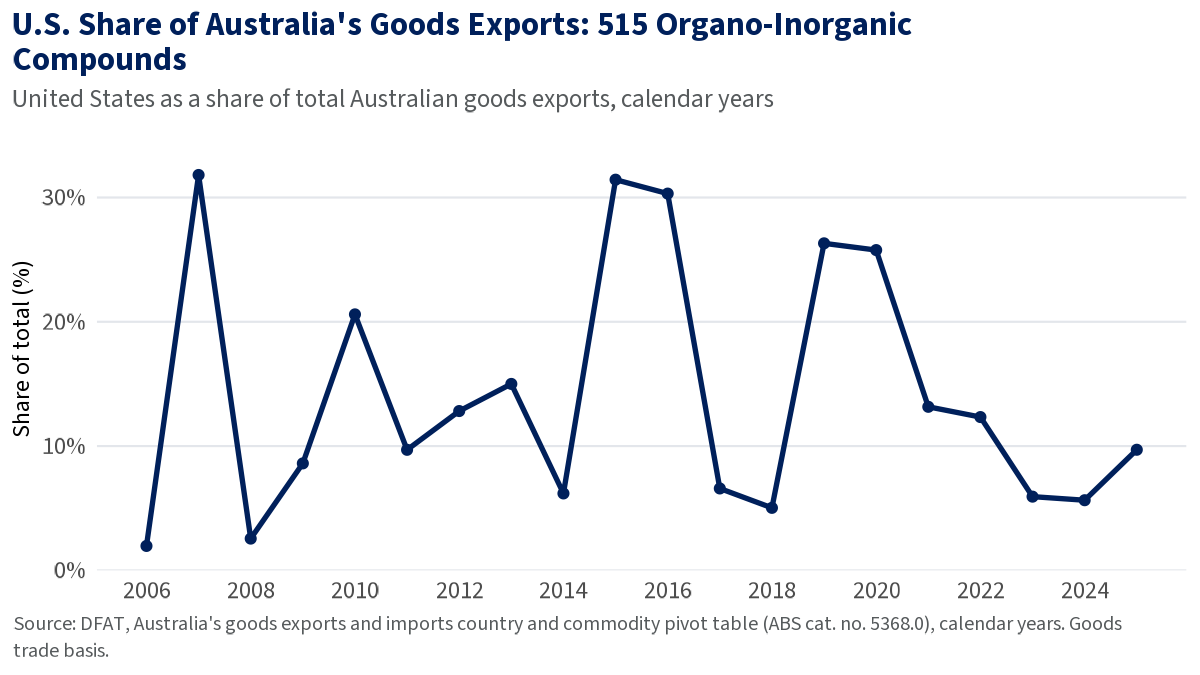 U.S. Share of Australia's Goods Exports: 515 Organo-Inorganic
Compounds
United States as a share of total Australian goods exports, calendar years
Share of total (%)
30%
20%
10%
0%
2006 2008 2010 2012 2014 2016 2018 2020 2022 2024
Source: DFAT, Australia's goods exports and imports country and commodity pivot table (ABS cat. no. 5368.0), calendar years. Goods
trade basis.